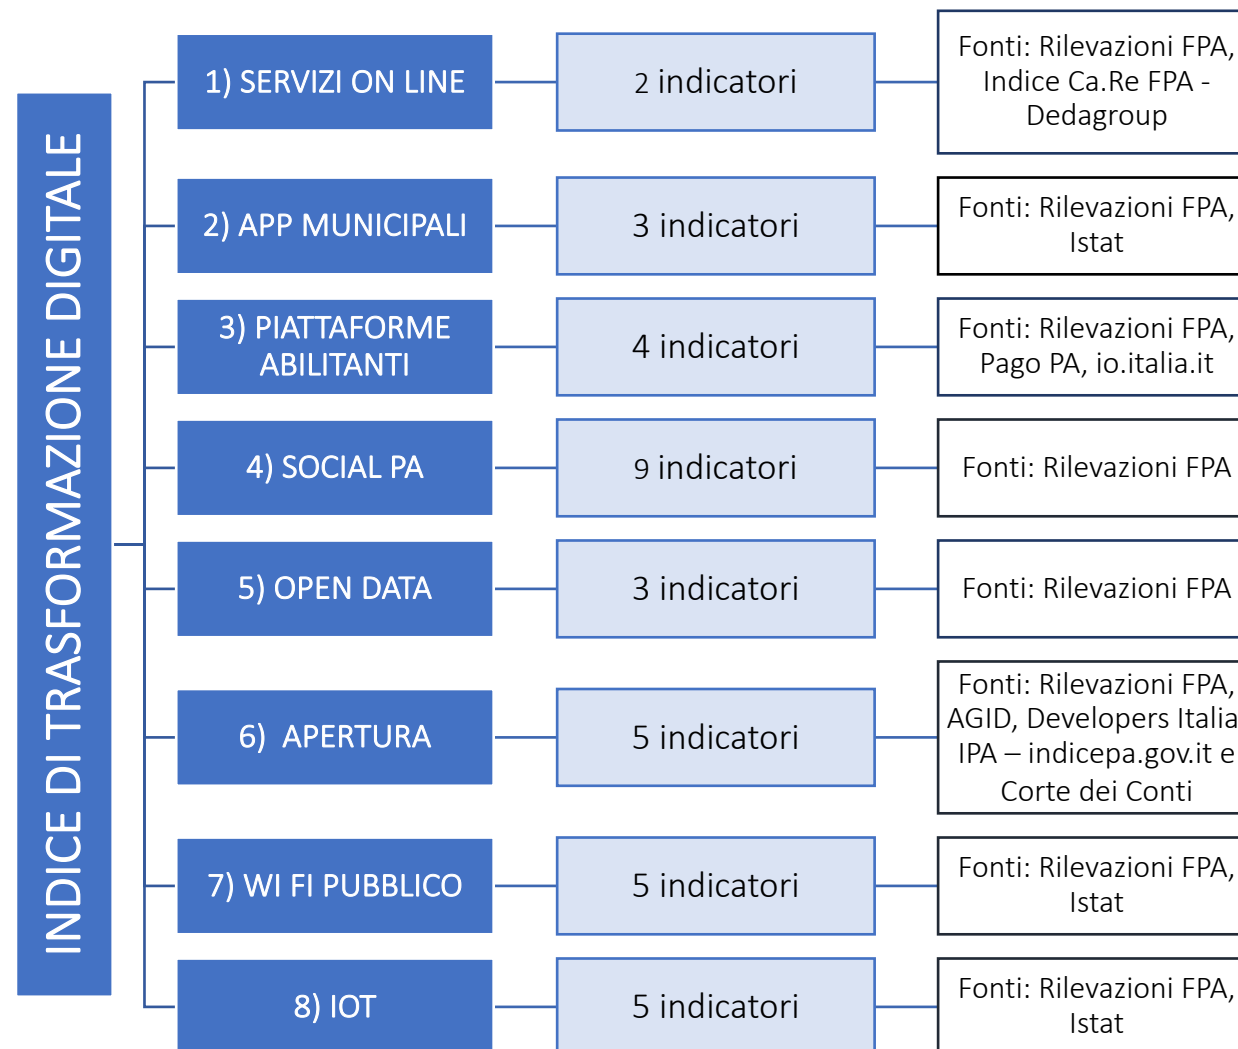 INDICE DI TRASFORMAZIONE DIGITALE
1) SERVIZI ON LINE
2 indicatori
Fonti: Rilevazioni FPA,
Indice Ca.Re FPA -
Dedagroup
2) APP MUNICIPALI
3 indicatori
Fonti: Rilevazioni FPA,
Istat
3) PIATTAFORME
ABILITANTI
4 indicatori
Fonti: Rilevazioni FPA,
Pago PA, io.italia.it
4) SOCIAL PA
9 indicatori
Fonti: Rilevazioni FPA
5) OPEN DATA
3 indicatori
Fonti: Rilevazioni FPA
6) APERTURA
5 indicatori
Fonti: Rilevazioni FPA,
AGID, Developers Italia
IPA – indicepa.gov.it e
Corte dei Conti
7) WI FI PUBBLICO
5 indicatori
Fonti: Rilevazioni FPA,
Istat
8) IOT
5 indicatori
Fonti: Rilevazioni FPA,
Istat